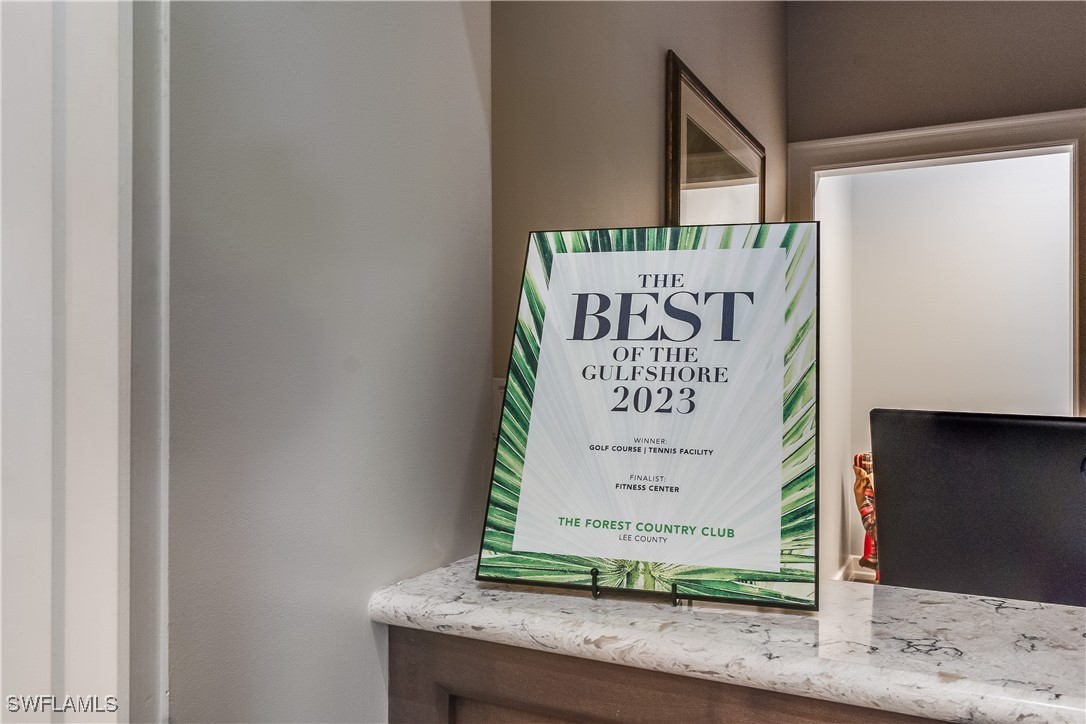 THE
BEST
OF THE
GULFSHORE
2023
WINNER:
GOLF COURSE | TENNIS FACILITY
FINALIST:
FITNESS CENTER
THE FOREST COUNTRY CLUB
LEE COUNTY
SWFLAMLS